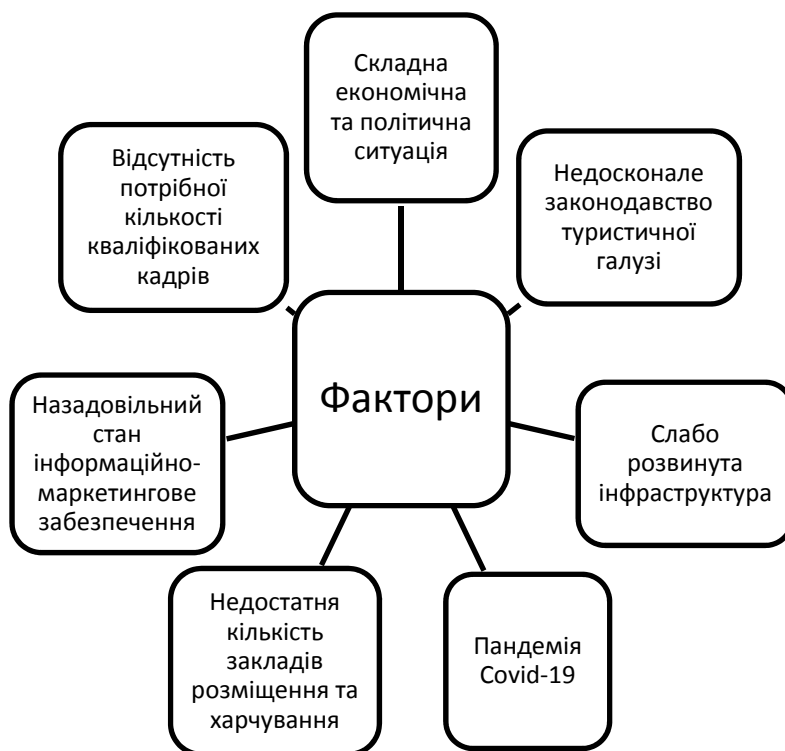 Складна
економічна
та політична
ситуація
Недосконале
законодавство
туристичної
галузі
Слабо
розвинута
інфраструктура
Пандемія
Covid-19
Недостатня
кількість
закладів
розміщення та
харчування
Назадовільний
стан
інформаційно-
маркетингове
забезпечення
Відсутність
потрібної
кількості
кваліфікованих
кадрів
Фактори